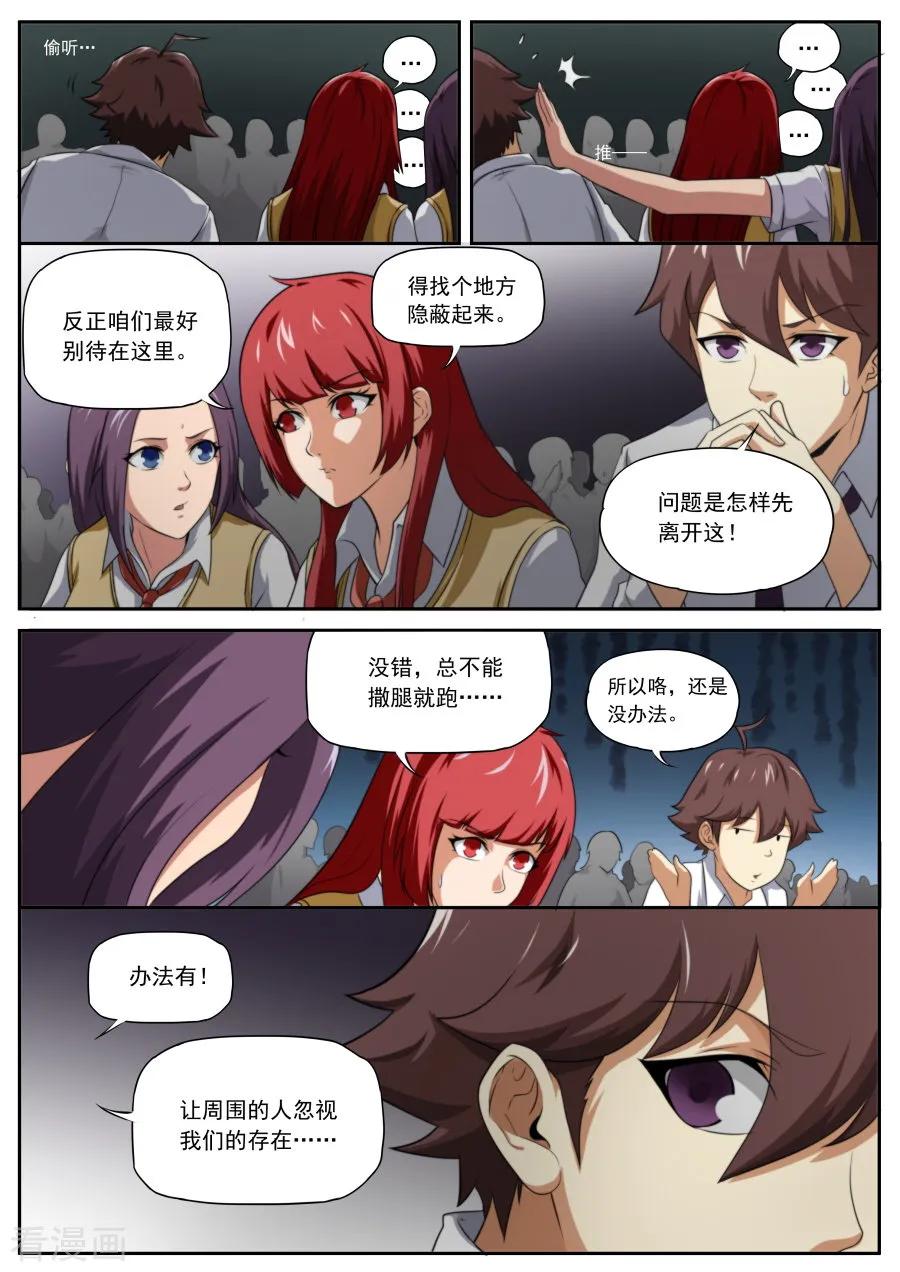 偷听…
…
…
…
…
…
…
推——
反正咱们最好
别待在这里。
得找个地方
隐蔽起来。
问题是怎样先
离开这！
没错，总不能
撒腿就跑……
所以咯，还是
没办法。
办法有！
让周围的人忽视
我们的存在……
看漫画